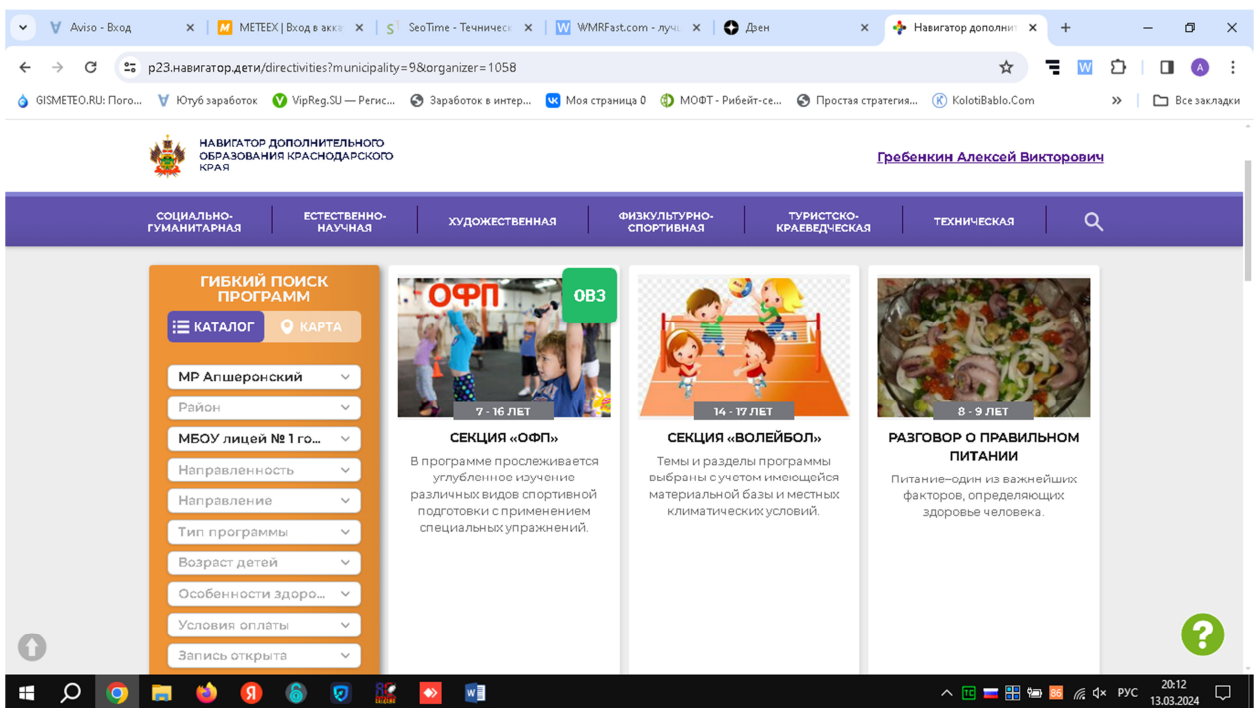 Aviso - Вход
METEEX | Вход в акка
SeoTime - Техническ
WMRFast.com - лучш
Дзен
Навигатор дополнит
p23.навигатор.дети/directivities?municipality=9&organizer=1058
GISMETEO.RU: Пого...
Ютуб заработок
VipReg.SU — Регис...
Заработок в интер...
Моя страница 0
МОФТ - Рибейт-се...
Простая стратегия...
KolotiBablo.Com
Все закладки
НАВИГАТОР ДОПОЛНИТЕЛЬНОГО
ОБРАЗОВАНИЯ КРАСНОДАРСКОГО
КРАЯ
Гребенкин Алексей Викторович
СОЦИАЛЬНО-
ГУМАНИТАРНАЯ
ЕСТЕСТВЕННО-
НАУЧНАЯ
ХУДОЖЕСТВЕННАЯ
ФИЗКУЛЬТУРНО-
СПОРТИВНАЯ
ТУРИСТСКО-
КРАЕВЕДЧЕСКАЯ
ТЕХНИЧЕСКАЯ
ГИБКИЙ ПОИСК
ПРОГРАММ
КАТАЛОГ
КАРТА
МР Апшеронский
Район
МБОУ лицей № 1 го...
Направленность
Направление
Тип программы
Возраст детей
Особенности здоро...
Условия оплаты
Запись открыта
ОФП
ОВЗ
7 - 16 ЛЕТ
СЕКЦИЯ «ОФП»
В программе прослеживается
углубленное изучение
различных видов спортивной
подготовки с применением
специальных упражнений.
14 - 17 ЛЕТ
СЕКЦИЯ «ВОЛЕЙБОЛ»
Темы и разделы программы
выбраны с учетом имеющейся
материальной базы и местных
климатических условий.
8 - 9 ЛЕТ
РАЗГОВОР О ПРАВИЛЬНОМ
ПИТАНИИ
Питание–один из важнейших
факторов, определяющих
здоровье человека.
?
86
РУС
20:12
13.03.2024